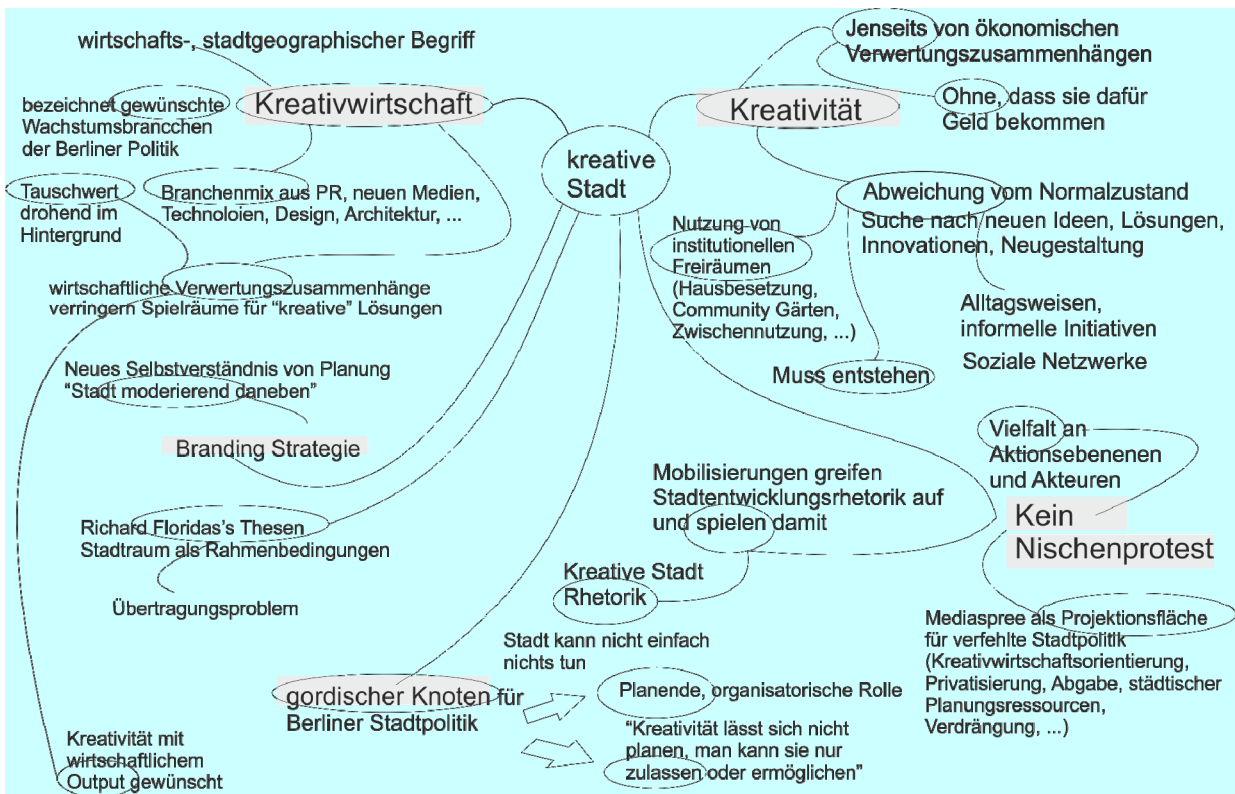 wirtschafts-, stadtgeographischer Begriff
Kreativwirtschaft
bezeichnet gewünschte
Wachstumsbrancchen
der Berliner Politik
Tauschwert
drohend im
Hintergrund
Branchenmix aus PR, neuen Medien,
Technoloien, Design, Architektur, ...
wirtschaftliche Verwertungszusammenhänge
verringern Spielräume für "kreative" Lösungen
Neues Selbstverständnis von Planung
"Stadt moderierend daneben"
Branding Strategie
Richard Floridas's Thesen
Stadtraum als Rahmenbedingungen
Übertragungsproblem
Kreativität mit
wirtschaftlichem
Output gewünscht
kreative
Stadt
Jenseits von ökonomischen
Verwertungszusammenhängen
Kreativität
Ohne, dass sie dafür
Geld bekommen
Abweichung vom Normalzustand
Suche nach neuen Ideen, Lösungen,
Innovationen, Neugestaltung
Nutzung von
institutionellen
Freiräumen
(Hausbesetzung,
Community Gärten,
Zwischennutzung, ...)
Alltagsweisen,
informelle Initiativen
Soziale Netzwerke
Muss entstehen
Vielfalt an
Aktionsebenenen
und Akteuren
Kein
Nischenprotest
Mobilisierungen greifen
Stadtentwicklungsrhetorik auf
und spielen damit
Kreative Stadt
Rhetorik
Mediaspree als Projektionsfläche
für verfehlte Stadtpolitik
(Kreativwirtschaftsorientierung,
Privatisierung, Abgabe, städtischer
Planungsressourcen,
Verdrängung, ...)
Stadt kann nicht einfach
nichts tun
gordischer Knoten für
Berliner Stadtpolitik
Planende, organisatorische Rolle
"Kreativität lässt sich nicht
planen, man kann sie nur
zulassen oder ermöglichen"